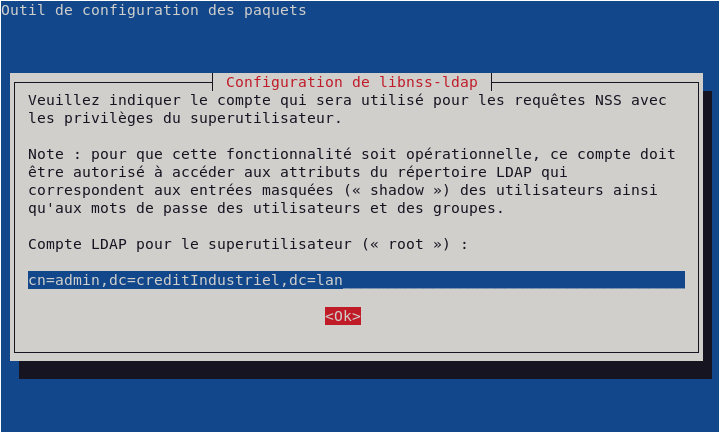 Outil de configuration des paquets
Configuration de libnss-ldap
Veuillez indiquer le compte qui sera utilisé pour les requêtes NSS avec
les privilèges du superutilisateur.
Note : pour que cette fonctionnalité soit opérationnelle, ce compte doit
être autorisé à accéder aux attributs du répertoire LDAP qui
correspondent aux entrées masquées (« shadow ») des utilisateurs ainsi
qu'aux mots de passe des utilisateurs et des groupes.
Compte LDAP pour le superutilisateur (« root ») :
cn=admin,dc=creditIndustriel,dc=lan
<Ok>